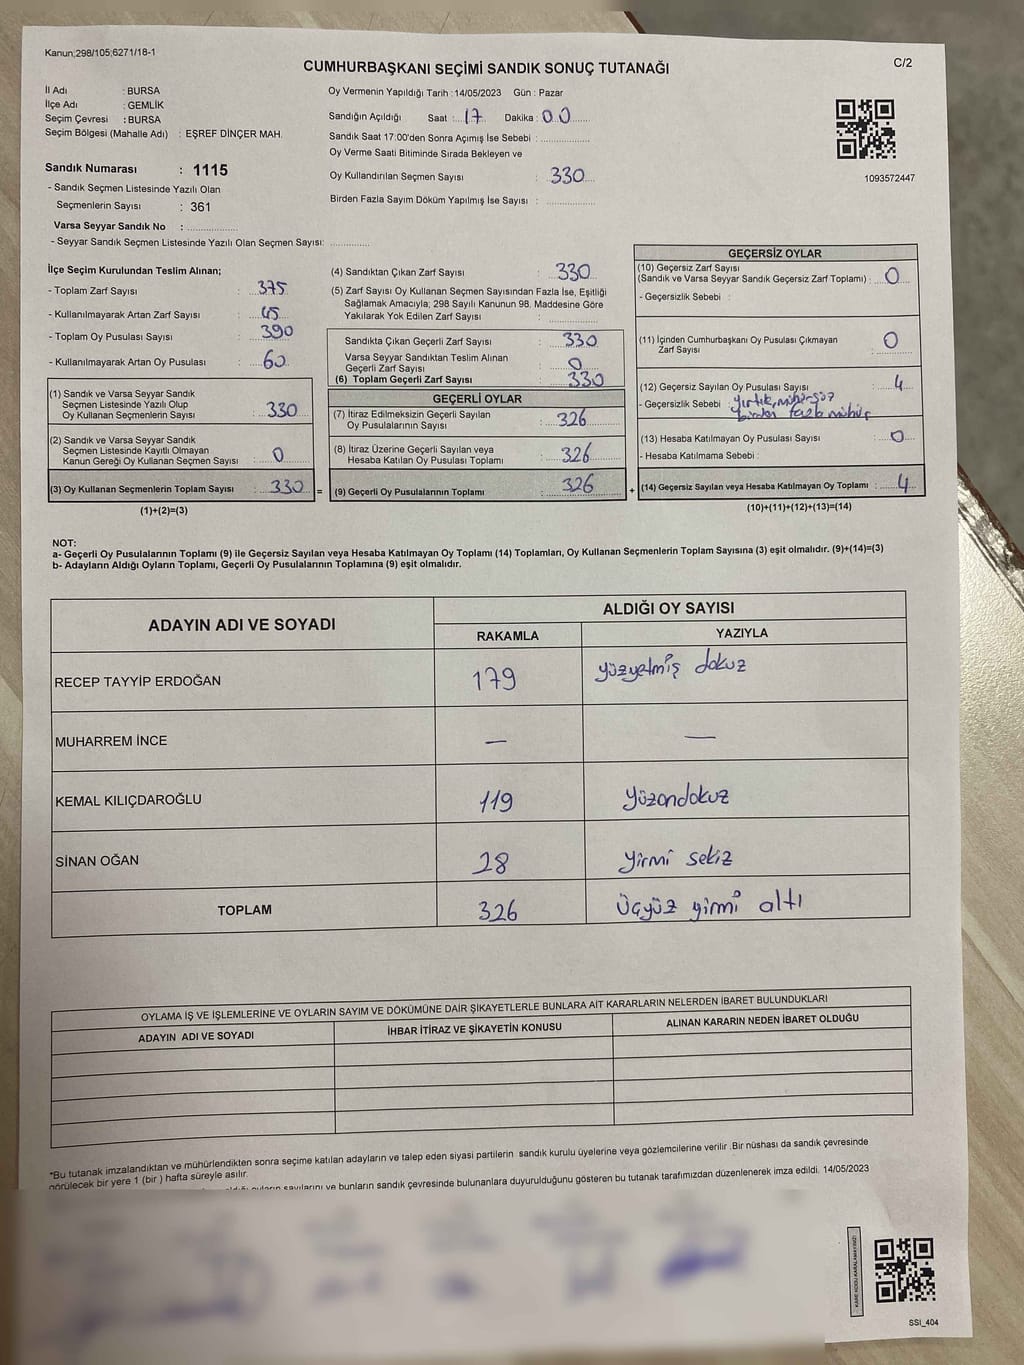 Kanun;298/105;6271/18-1
CUMHURBAŞKANI SEÇİMİ SANDIK SONUÇ TUTANAĞI
C/2
İl Adı : BURSA
İlçe Adı : GEMLİK
Seçim Çevresi : BURSA
Seçim Bölgesi (Mahalle Adı) : EŞREF DİNÇER MAH.
Sandık Numarası : 1115
- Sandık Seçmen Listesinde Yazılı Olan
Seçmenlerin Sayısı : 361
Varsa Seyyar Sandık No : ..................
- Seyyar Sandık Seçmen Listesinde Yazılı Olan Seçmen Sayısı: ..............
Oy Vermenin Yapıldığı Tarih : 14/05/2023 Gün : Pazar
Sandığın Açıldığı Saat : 17 Dakika : 00
Sandık Saat 17:00'den Sonra Açımış İse Sebebi : ..................
Oy Verme Saati Bitiminde Sırada Bekleyen ve
Oy Kullandırılan Seçmen Sayısı : 330
Birden Fazla Sayım Döküm Yapılmış İse Sayısı : ..................
1093572447
İlçe Seçim Kurulundan Teslim Alınan;
- Toplam Zarf Sayısı : 375
- Kullanılmayarak Artan Zarf Sayısı : 45
- Toplam Oy Pusulası Sayısı : 390
- Kullanılmayarak Artan Oy Pusulası : 60
(1) Sandık ve Varsa Seyyar Sandık
Seçmen Listesinde Yazılı Olup
Oy Kullanan Seçmenlerin Sayısı : 330
(2) Sandık ve Varsa Seyyar Sandık
Seçmen Listesinde Kayıtlı Olmayan
Kanun Gereği Oy Kullanan Seçmen Sayısı : 0
(3) Oy Kullanan Seçmenlerin Toplam Sayısı : 330 =
(1)+(2)=(3)
(4) Sandıktan Çıkan Zarf Sayısı : 330
(5) Zarf Sayısı Oy Kullanan Seçmen Sayısından Fazla İse, Eşitliği
Sağlamak Amacıyla; 298 Sayılı Kanunun 98. Maddesine Göre
Yakılarak Yok Edilen Zarf Sayısı : ..................
Sandıkta Çıkan Geçerli Zarf Sayısı : 330
Varsa Seyyar Sandıktan Teslim Alınan
Geçerli Zarf Sayısı : 0
(6) Toplam Geçerli Zarf Sayısı : 330
GEÇERLİ OYLAR
(7) İtiraz Edilmeksizin Geçerli Sayılan
Oy Pusulalarının Sayısı : 326
(8) İtiraz Üzerine Geçerli Sayılan veya
Hesaba Katılan Oy Pusulası Toplamı : 326
(9) Geçerli Oy Pusulalarının Toplamı : 326 +
GEÇERSİZ OYLAR
(10) Geçersiz Zarf Sayısı
(Sandık ve Varsa Seyyar Sandık Geçersiz Zarf Toplamı) : 0
- Geçersizlik Sebebi :
(11) İçinden Cumhurbaşkanı Oy Pusulası Çıkmayan
Zarf Sayısı : 0
(12) Geçersiz Sayılan Oy Pusulası Sayısı : 4
- Geçersizlik Sebebi : yırtık, mühürsüz
birden fazla mühür
(13) Hesaba Katılmayan Oy Pusulası Sayısı : 0
- Hesaba Katılmama Sebebi :
(14) Geçersiz Sayılan veya Hesaba Katılmayan Oy Toplamı : 4
(10)+(11)+(12)+(13)=(14)
NOT:
a- Geçerli Oy Pusulalarının Toplamı (9) ile Geçersiz Sayılan veya Hesaba Katılmayan Oy Toplamı (14) Toplamları, Oy Kullanan Seçmenlerin Toplam Sayısına (3) eşit olmalıdır. (9)+(14)=(3)
b- Adayların Aldığı Oyların Toplamı, Geçerli Oy Pusulalarının Toplamına (9) eşit olmalıdır.
ADAYIN ADI VE SOYADI
ALDIĞI OY SAYISI
RAKAMLA YAZIYLA
RECEP TAYYİP ERDOĞAN 179 yüzyetmiş dokuz
MUHARREM İNCE — —
KEMAL KILIÇDAROĞLU 119 yüzondokuz
SİNAN OĞAN 28 yirmi sekiz
TOPLAM 326 Üçyüz yirmi altı
OYLAMA İŞ VE İŞLEMLERİNE VE OYLARIN SAYIM VE DÖKÜMÜNE DAİR ŞİKAYETLERLE BUNLARA AİT KARARLARIN NELERDEN İBARET BULUNDUKLARI
ADAYIN ADI VE SOYADI İHBAR İTİRAZ VE ŞİKAYETİN KONUSU ALINAN KARARIN NEDEN İBARET OLDUĞU
*Bu tutanak imzalandıktan ve mühürlendikten sonra seçime katılan adayların ve talep eden siyasi partilerin sandık kurulu üyelerine veya gözlemcilerine verilir .Bir nüshası da sandık çevresinde
görülecek bir yere 1 (bir ) hafta süreyle asılır.
oyların sayılarını ve bunların sandık çevresinde bulunanlara duyurulduğunu gösteren bu tutanak tarafımızdan düzenlenerek imza edildi. 14/05/2023
KARE KODU KARALAMAYINIZ!
SSI_404